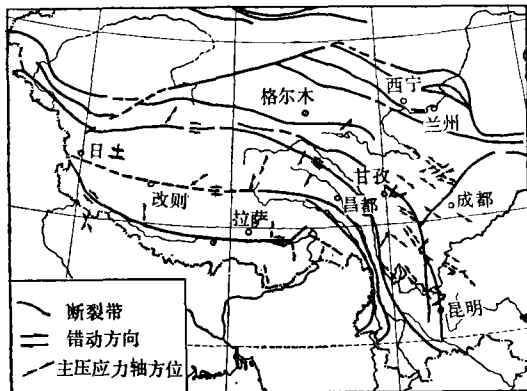 西宁
格尔木
兰州
日土
甘孜
改则
昌都
成都
拉萨
昆明
断裂带
错动方向
主压应力轴方位